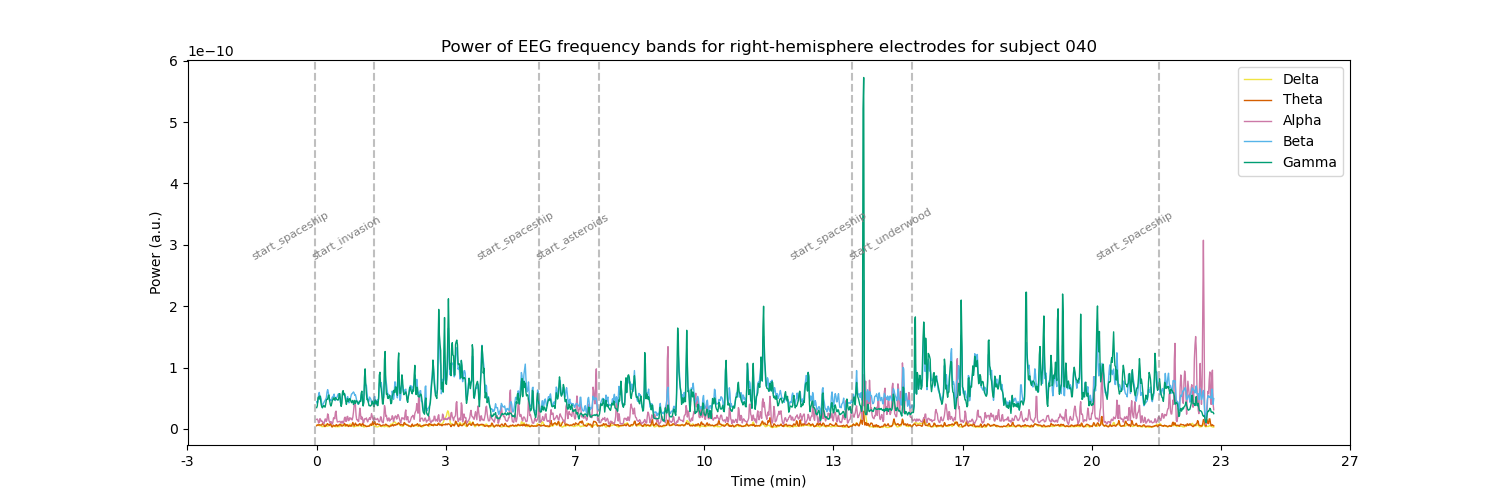 Power of EEG frequency bands for right-hemisphere electrodes for subject 040
1e−10
6
5
4
3
2
1
0
Power (a.u.)
start_spaceship
start_invasion
start_spaceship
start_asteroids
start_spaceship
start_underwood
start_spaceship
Delta
Theta
Alpha
Beta
Gamma
-3 0 3 7 10 13 17 20 23 27
Time (min)